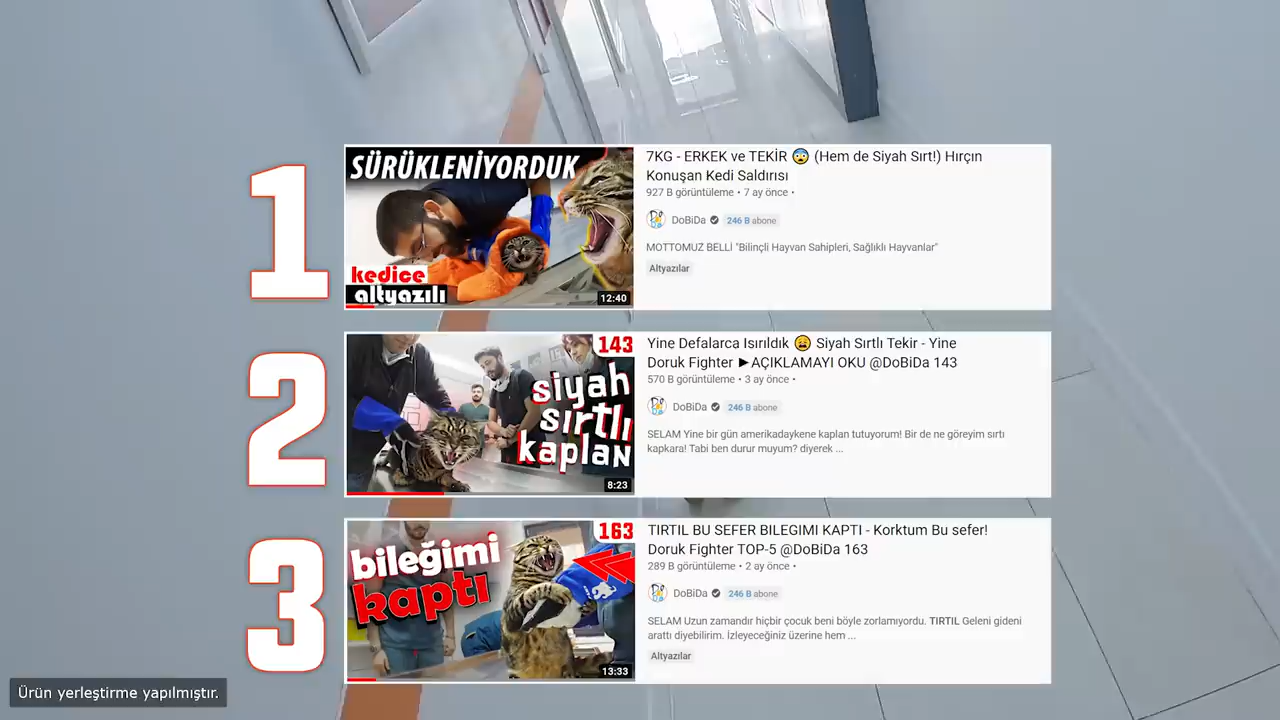 1
SÜRÜKLENİYORDUK
kedice
altyazılı
12:40
7KG - ERKEK ve TEKİR 😨 (Hem de Siyah Sırt!) Hırçın
Konuşan Kedi Saldırısı
927 B görüntüleme • 7 ay önce •
DoBiDa 246 B abone
MOTTOMUZ BELLİ "Bilinçli Hayvan Sahipleri, Sağlıklı Hayvanlar"
Altyazılar
2
143
siyah
sırtlı
kaplan
8:23
Yine Defalarca Isırıldık 😩 Siyah Sırtlı Tekir - Yine
Doruk Fighter ►AÇIKLAMAYI OKU @DoBiDa 143
570 B görüntüleme • 3 ay önce •
DoBiDa 246 B abone
SELAM Yine bir gün amerikadaykene kaplan tutuyorum! Bir de ne göreyim sırtı
kapkara! Tabi ben durur muyum? diyerek ...
3
163
bileğimi
kaptı
13:33
TIRTIL BU SEFER BILEGIMI KAPTI - Korktum Bu sefer!
Doruk Fighter TOP-5 @DoBiDa 163
289 B görüntüleme • 2 ay önce •
DoBiDa 246 B abone
SELAM Uzun zamandır hiçbir çocuk beni böyle zorlamıyordu. TIRTIL Geleni gideni
arattı diyebilirim. İzleyeceğiniz üzerine hem ...
Altyazılar
Ürün yerleştirme yapılmıştır.